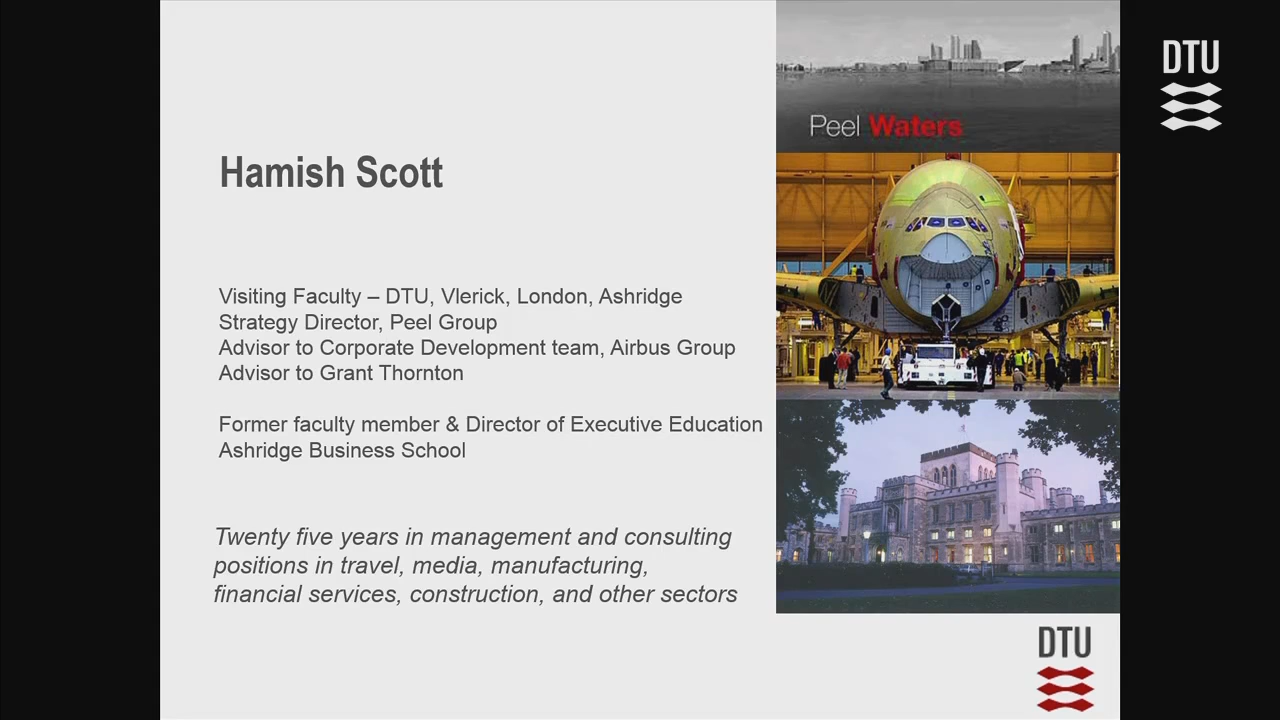 DTU
Peel Waters
Hamish Scott
Visiting Faculty – DTU, Vlerick, London, Ashridge
Strategy Director, Peel Group
Advisor to Corporate Development team, Airbus Group
Advisor to Grant Thornton
Former faculty member & Director of Executive Education
Ashridge Business School
Twenty five years in management and consulting
positions in travel, media, manufacturing,
financial services, construction, and other sectors
DTU